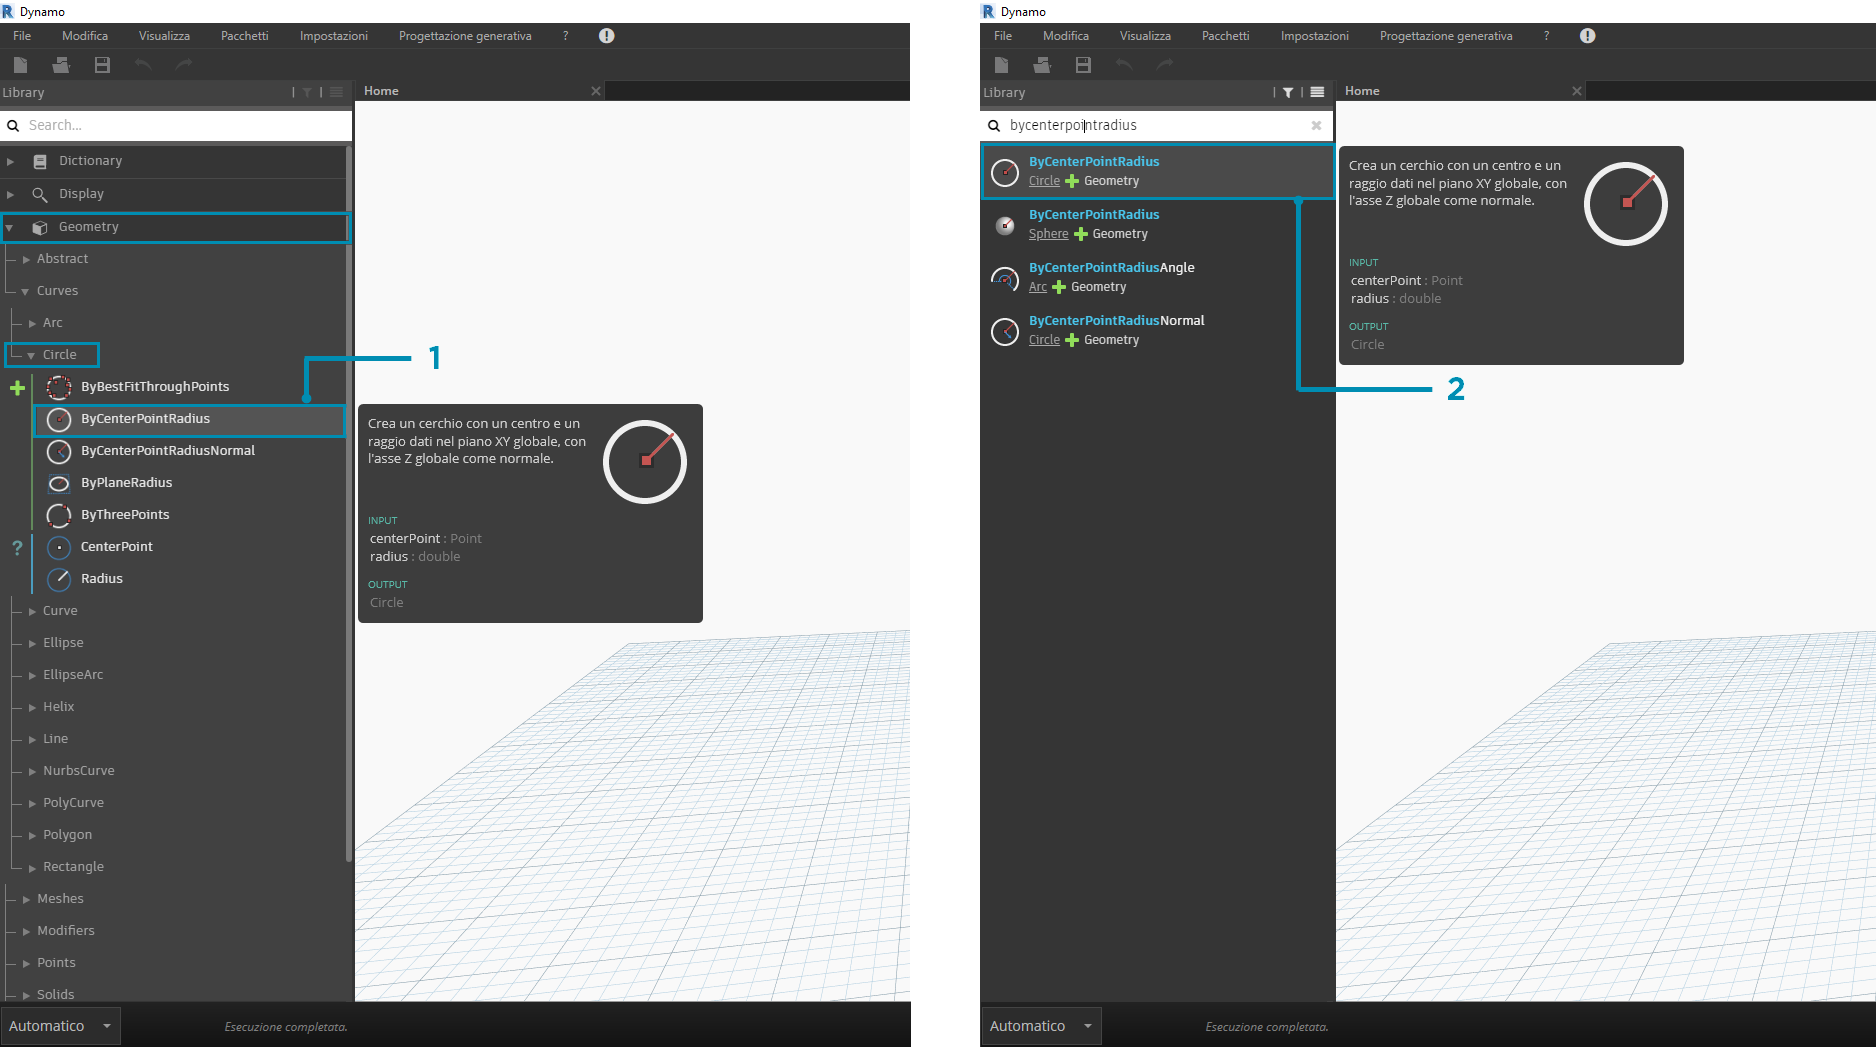 Dynamo
File Modifica Visualizza Pacchetti Impostazioni Progettazione generativa ?
Library
Home
Search...
Dictionary
Display
Geometry
Abstract
Curves
Arc
Circle
1
ByBestFitThroughPoints
ByCenterPointRadius
ByCenterPointRadiusNormal
ByPlaneRadius
ByThreePoints
? CenterPoint
Radius
Curve
Ellipse
EllipseArc
Helix
Line
NurbsCurve
PolyCurve
Polygon
Rectangle
Meshes
Modifiers
Points
Solids
Crea un cerchio con un centro e un
raggio dati nel piano XY globale, con
l'asse Z globale come normale.
INPUT
centerPoint : Point
radius : double
OUTPUT
Circle
Automatico
Esecuzione completata.
Dynamo
File Modifica Visualizza Pacchetti Impostazioni Progettazione generativa ?
Library
Home
bycenterpointradius
ByCenterPointRadius
Circle Geometry
ByCenterPointRadius
Sphere Geometry
ByCenterPointRadiusAngle
Arc Geometry
ByCenterPointRadiusNormal
Circle Geometry
Crea un cerchio con un centro e un
raggio dati nel piano XY globale, con
l'asse Z globale come normale.
INPUT
centerPoint : Point
radius : double
OUTPUT
Circle
2
Automatico
Esecuzione completata.